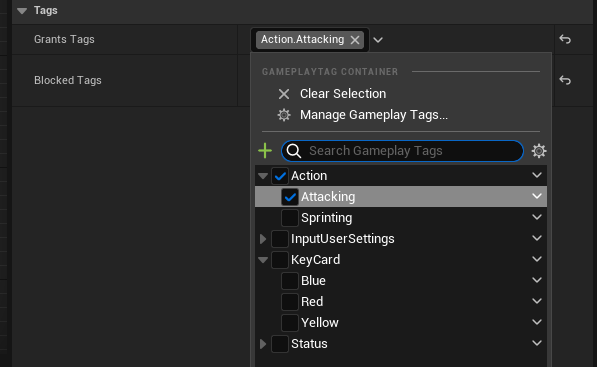 Tags
Grants Tags
Action.Attacking
Blocked Tags
GAMEPLAYTAG CONTAINER
Clear Selection
Manage Gameplay Tags...
Search Gameplay Tags
Action
Attacking
Sprinting
InputUserSettings
KeyCard
Blue
Red
Yellow
Status